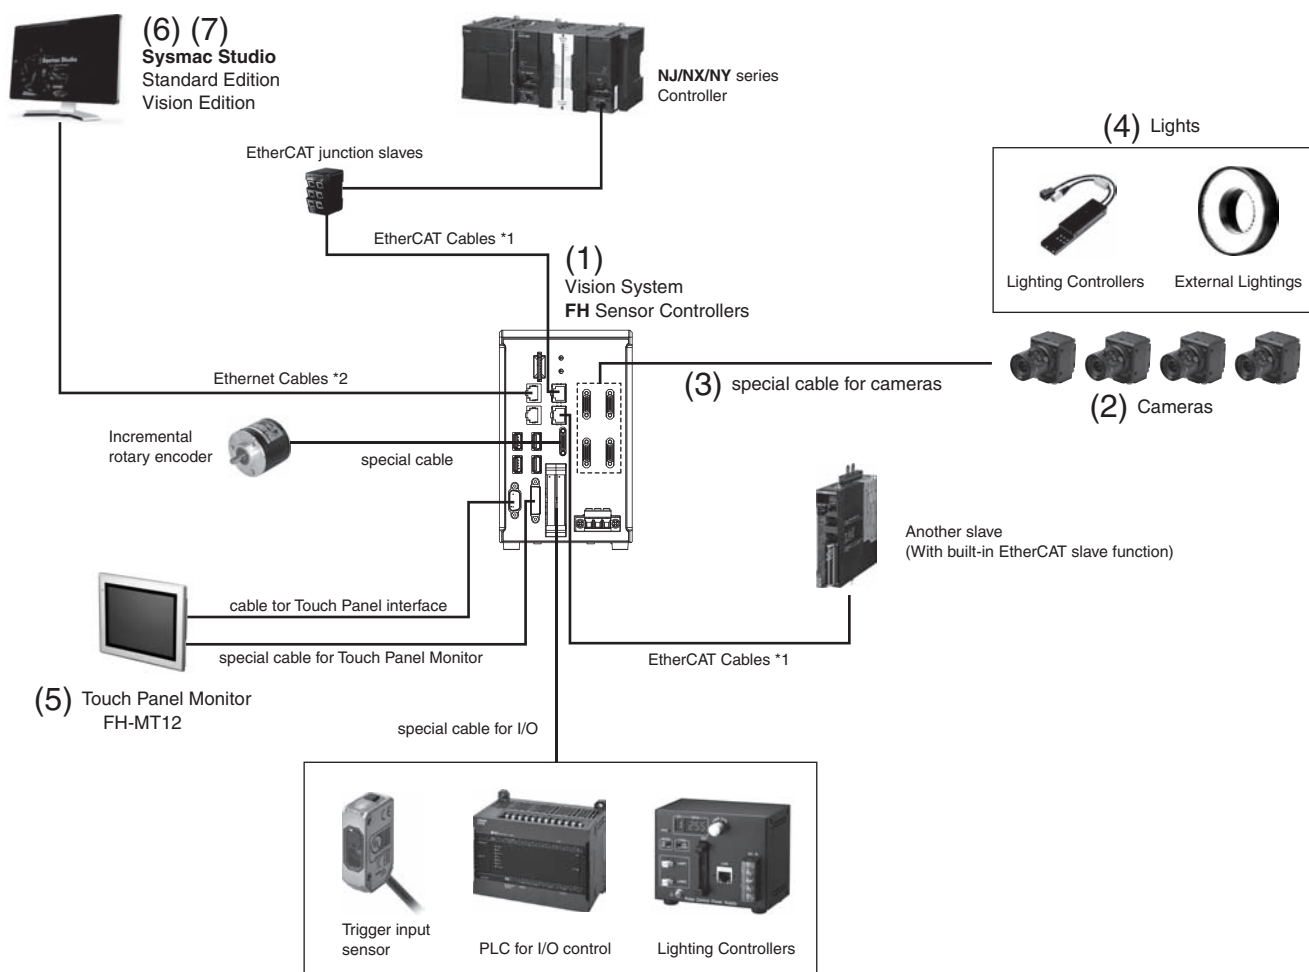 (6) (7)
Sysmac Studio
Standard Edition
Vision Edition
Sysmac Studio
NJ/NX/NY series
Controller
EtherCAT junction slaves
(4) Lights
Lighting Controllers
External Lightings
EtherCAT Cables *1
(1)
Vision System
FH Sensor Controllers
Ethernet Cables *2
(3) special cable for cameras
(2) Cameras
Incremental
rotary encoder
special cable
Another slave
(With built-in EtherCAT slave function)
cable tor Touch Panel interface
special cable for Touch Panel Monitor
EtherCAT Cables *1
(5) Touch Panel Monitor
FH-MT12
special cable for I/O
255
Trigger input
sensor
PLC for I/O control
Lighting Controllers